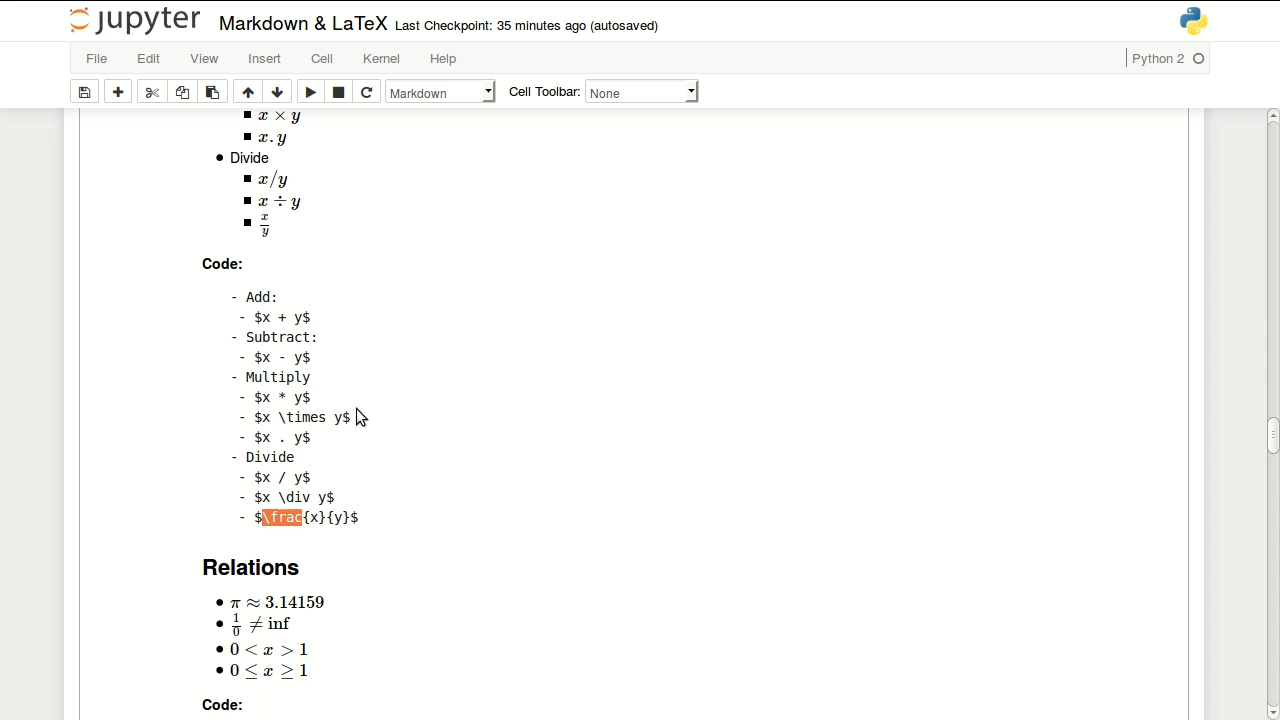 jupyter Markdown & LaTeX Last Checkpoint: 35 minutes ago (autosaved)
File Edit View Insert Cell Kernel Help Python 2
Markdown Cell Toolbar: None
x × y
x. y
Divide
x/y
x ÷ y
x/y
Code:
- Add:
- $x + y$
- Subtract:
- $x - y$
- Multiply
- $x * y$
- $x \times y$
- $x . y$
- Divide
- $x / y$
- $x \div y$
- $\frac{x}{y}$
Relations
π ≈ 3.14159
1/0 ≠ inf
0 < x > 1
0 ≤ x ≥ 1
Code: